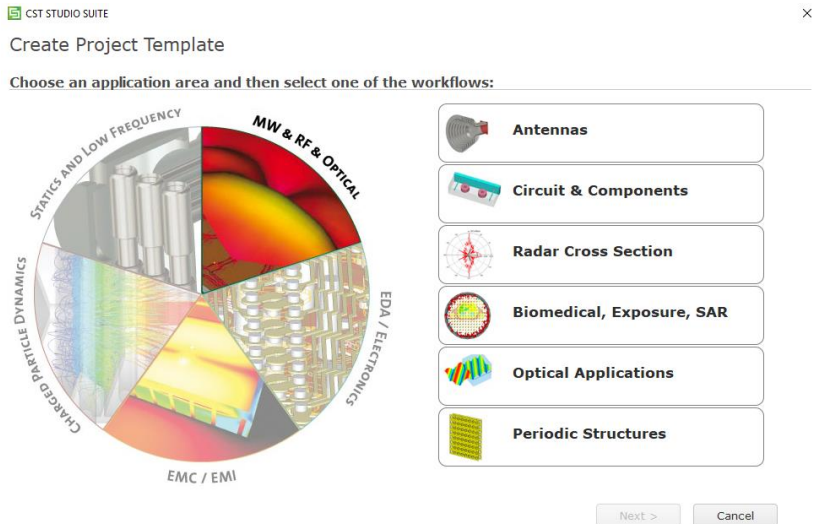 CST STUDIO SUITE
Create Project Template
Choose an application area and then select one of the workflows:
STATICS AND LOW FREQUENCY
MW & RF & OPTICAL
EDA / ELECTRONICS
EMC / EMI
CHARGED PARTICLE DYNAMICS
Antennas
Circuit & Components
Radar Cross Section
Biomedical, Exposure, SAR
Optical Applications
Periodic Structures
Next >
Cancel